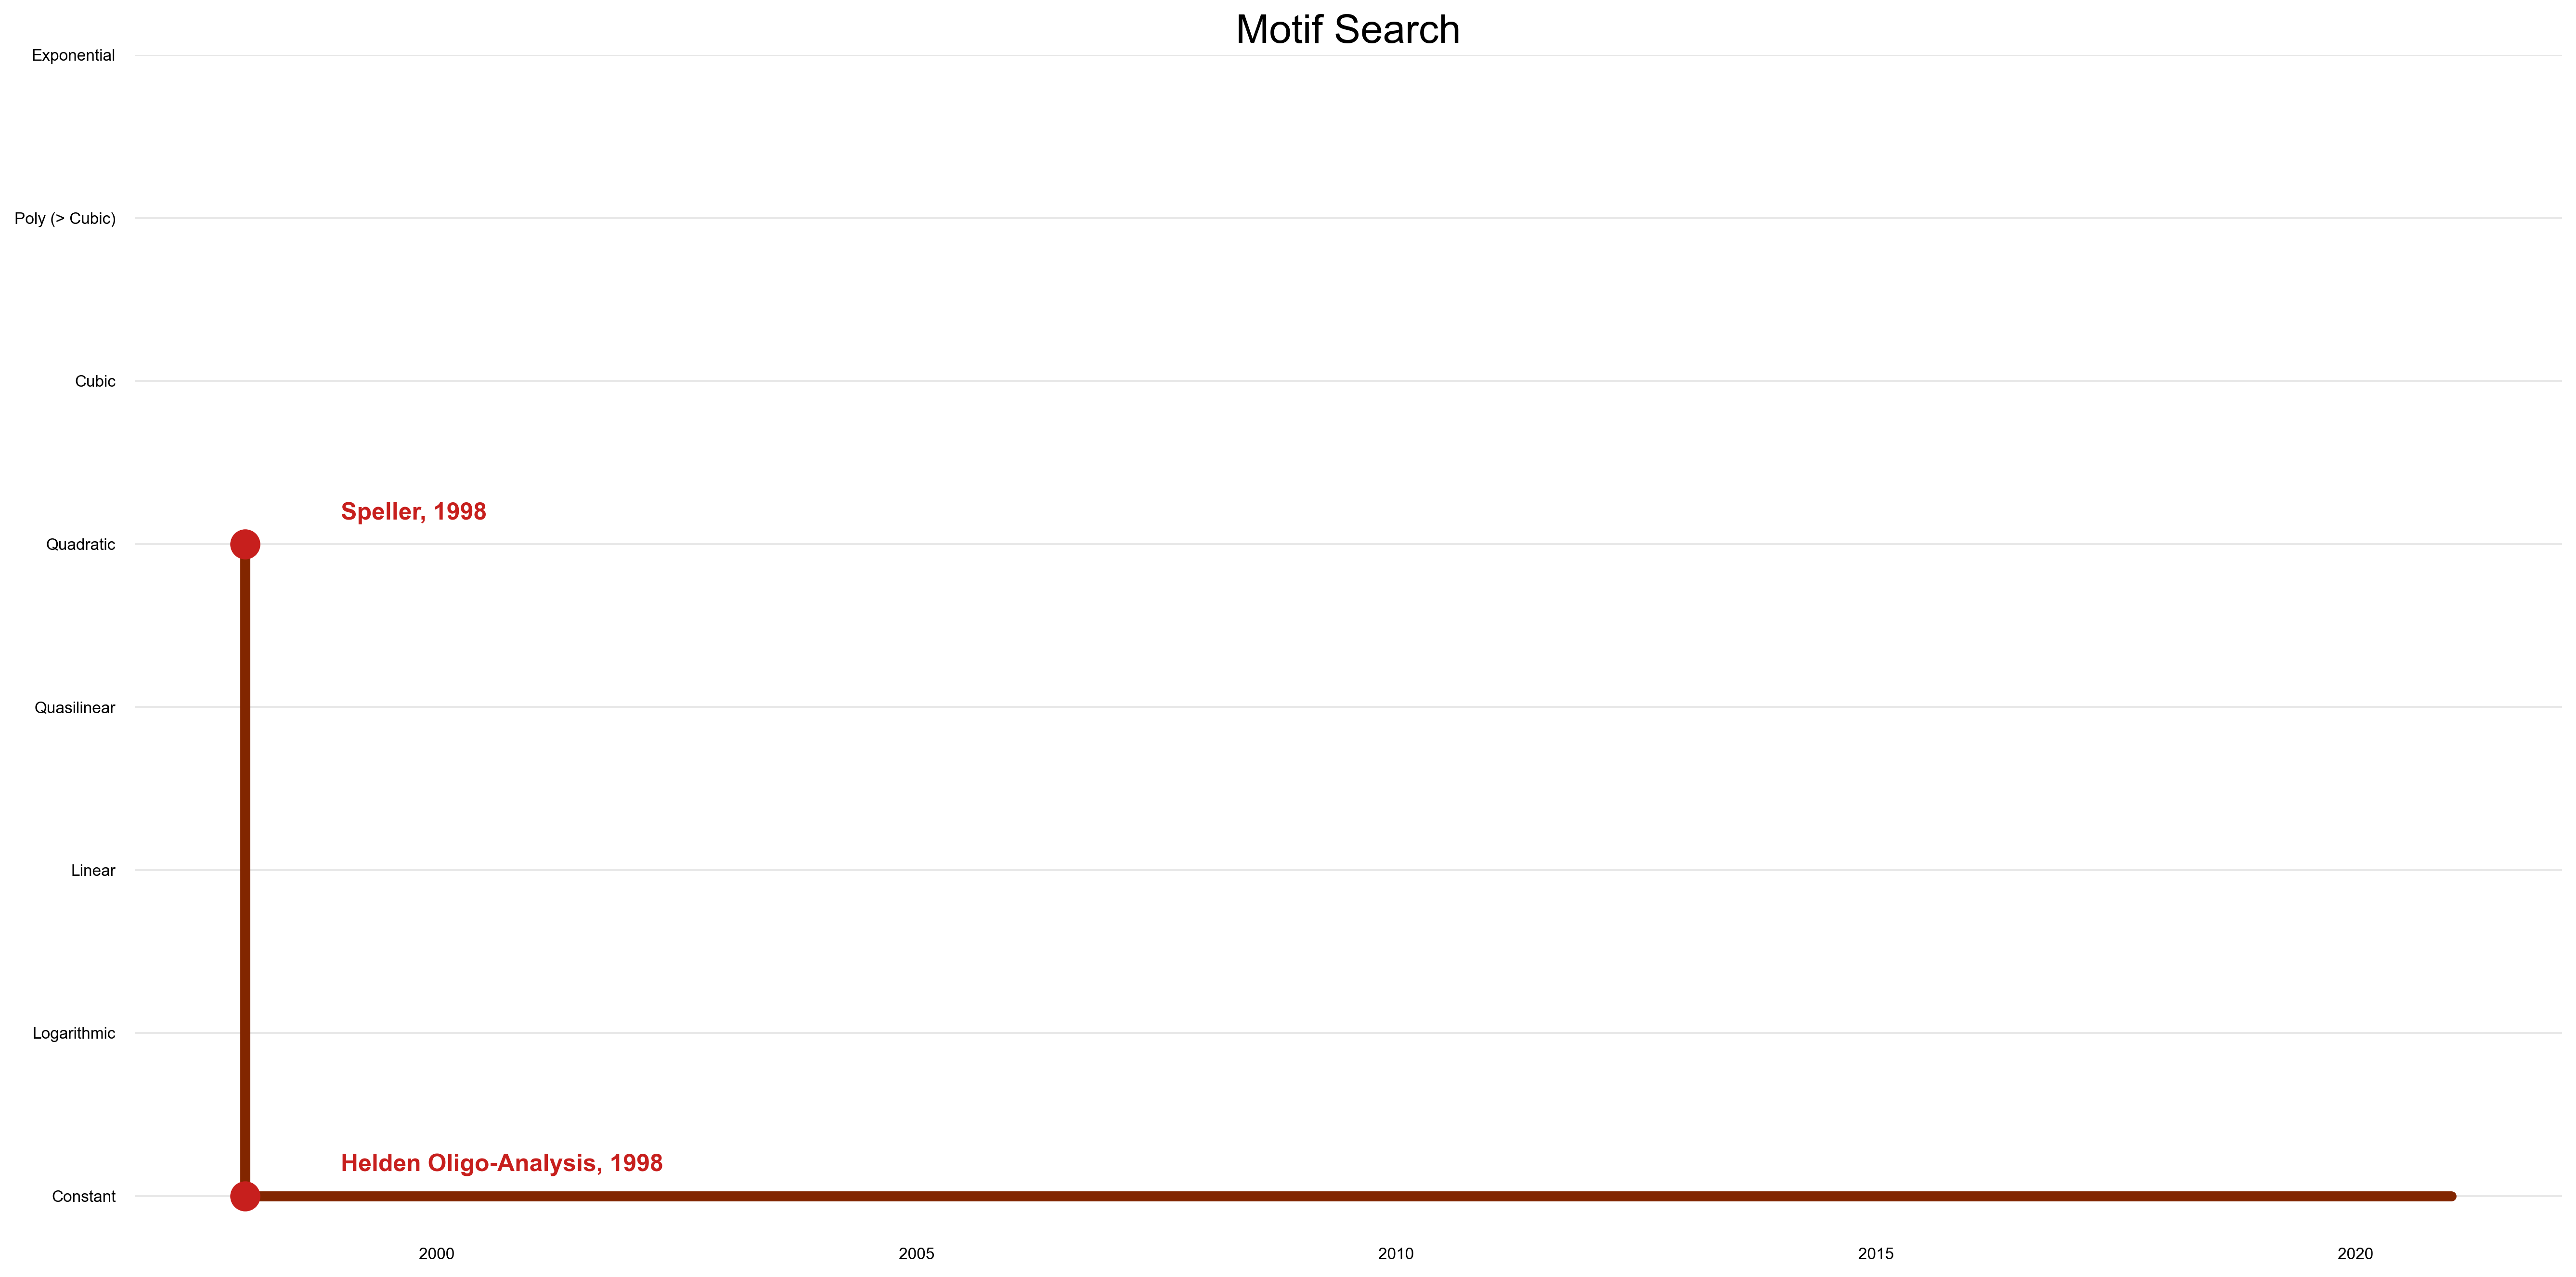 Motif Search
Exponential
Poly (> Cubic)
Cubic
Speller, 1998
Quadratic
Quasilinear
Linear
Logarithmic
Helden Oligo-Analysis, 1998
Constant
2000
2005
2010
2015
2020